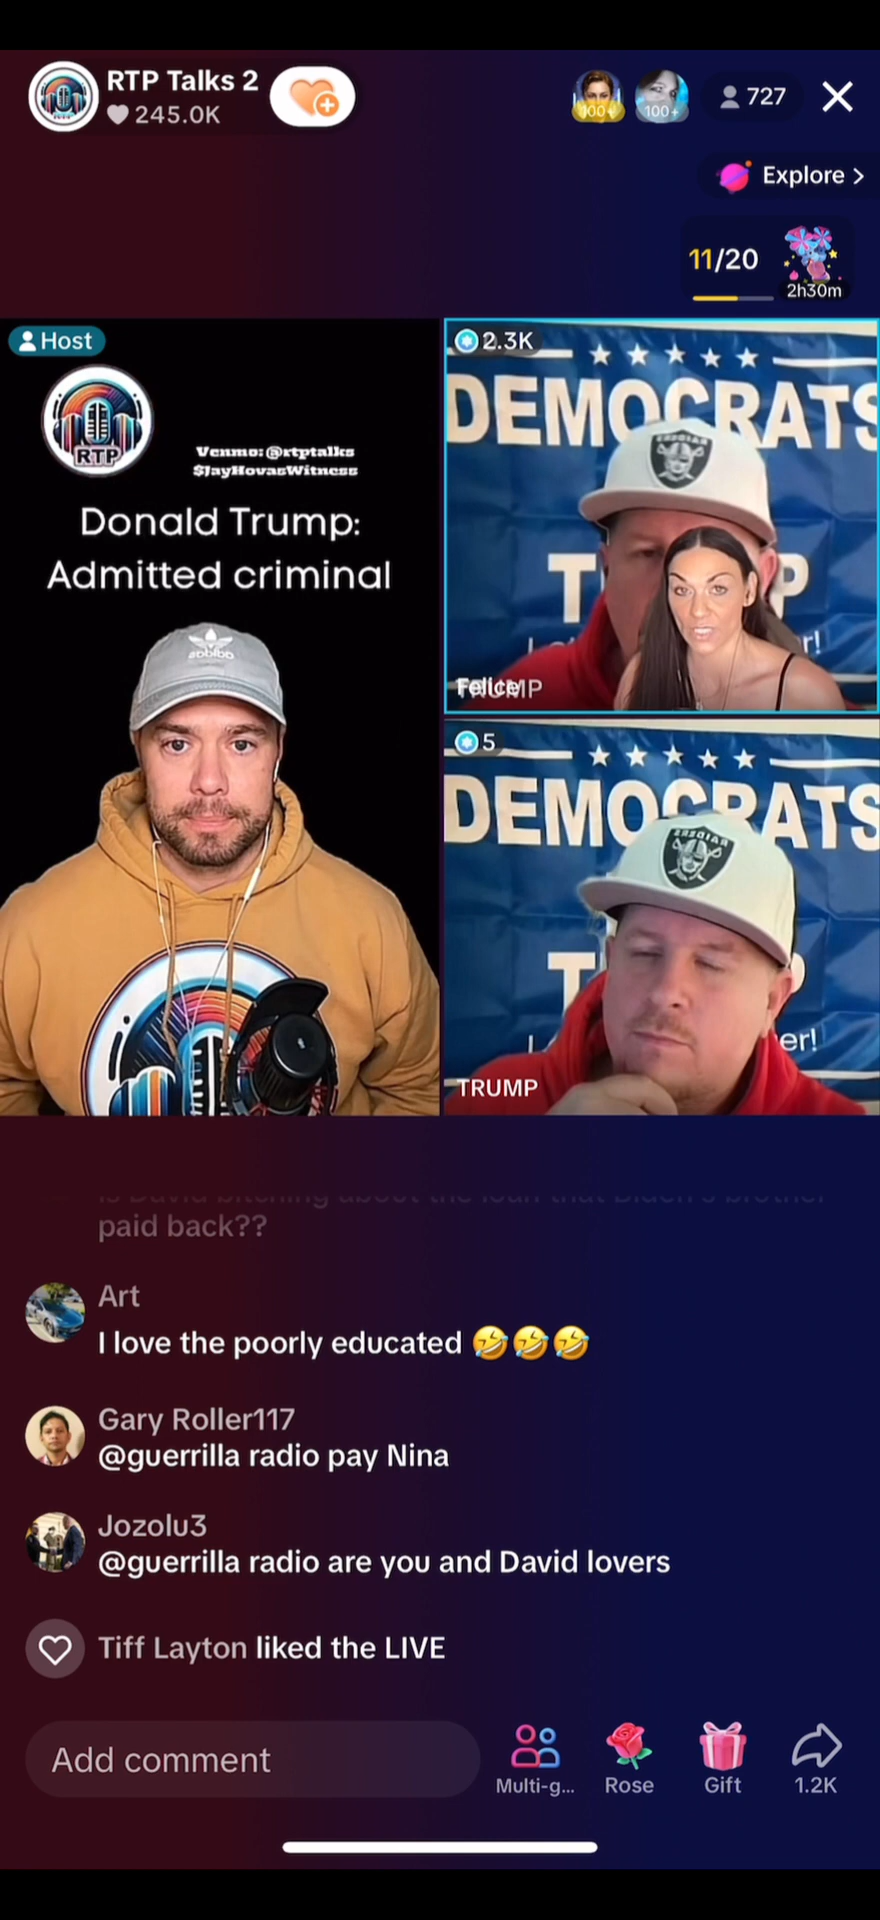 RTP Talks 2
245.0K
100+
100+
727
Explore >
11/20
2h30m
Host
RTP
Venmo: @rtptalks
$JayHovasWitness
Donald Trump:
Admitted criminal
2.3K
DEMOCRATS
RAIDERS
Felice
5
DEMOCRATS
RAIDERS
er!
TRUMP
paid back??
Art
I love the poorly educated 🤣🤣🤣
Gary Roller117
@guerrilla radio pay Nina
Jozolu3
@guerrilla radio are you and David lovers
Tiff Layton liked the LIVE
Add comment
Multi-g...
Rose
Gift
1.2K